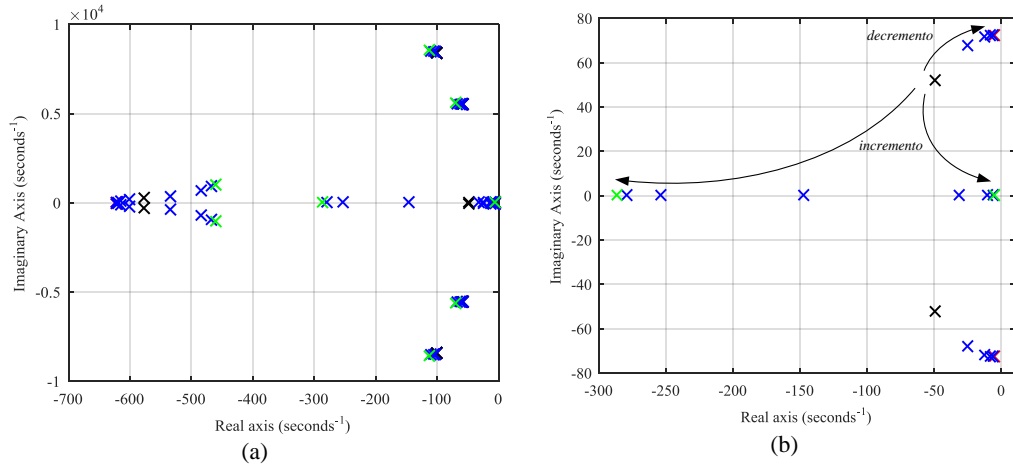 ×10⁴
1
0.5
0
-0.5
-1
-700 -600 -500 -400 -300 -200 -100 0
Imaginary Axis (seconds⁻¹)
Real axis (seconds⁻¹)
(a)
80
60
40
20
0
-20
-40
-60
-80
-300 -250 -200 -150 -100 -50 0
Imaginary Axis (seconds⁻¹)
decremento
incremento
Real axis (seconds⁻¹)
(b)